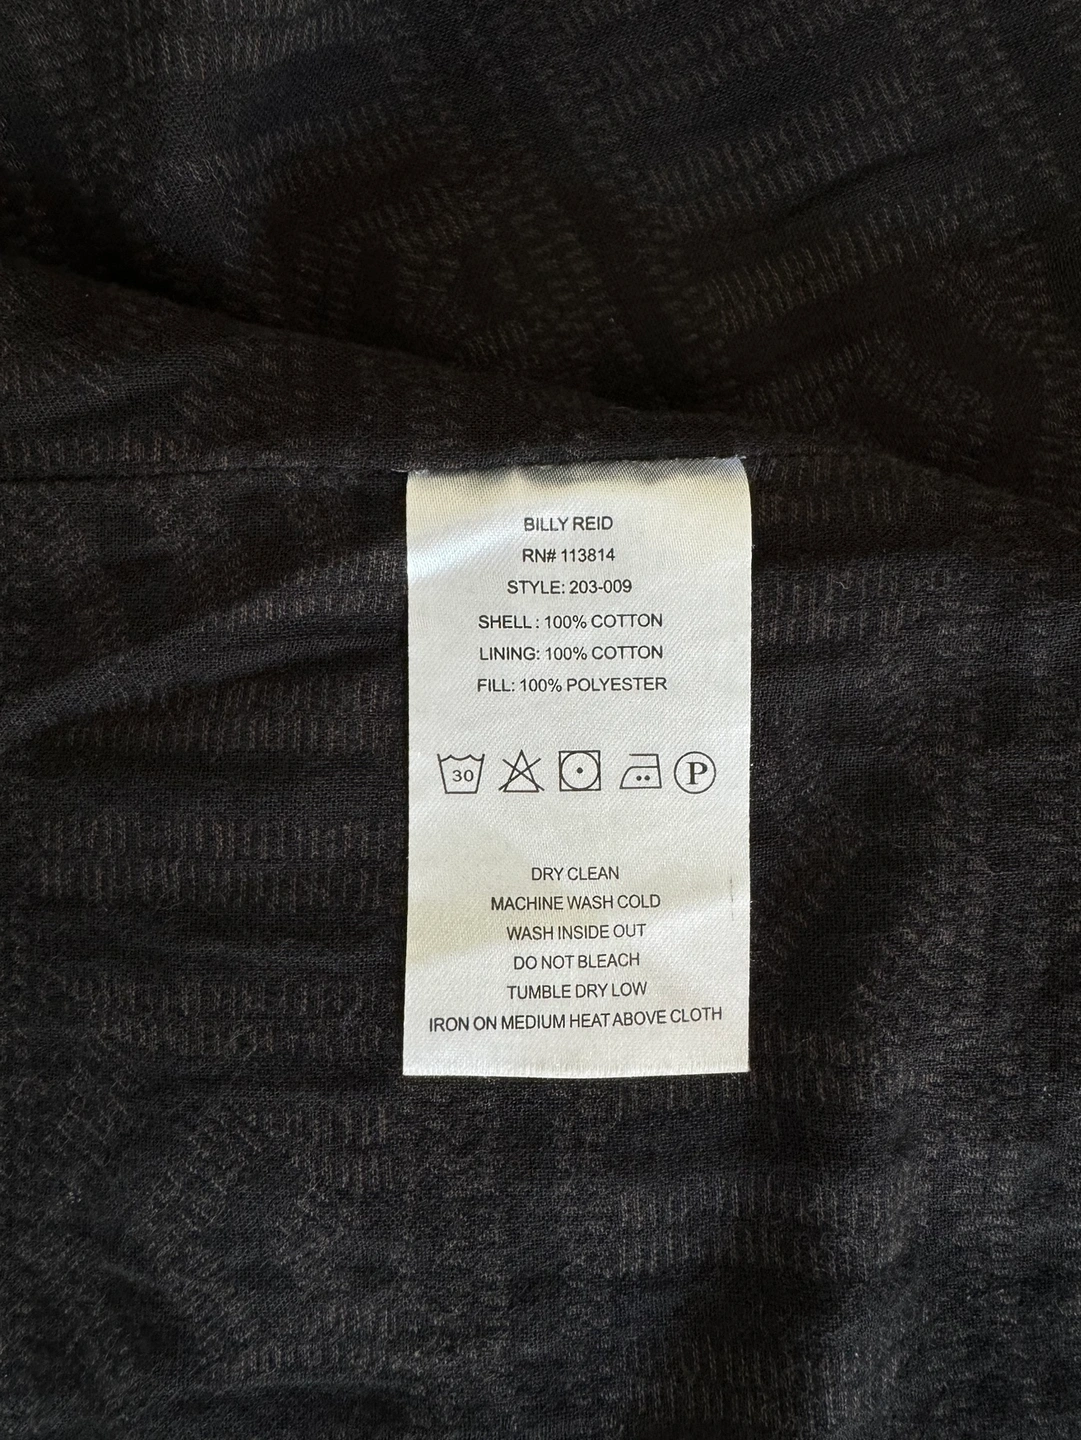 BILLY REID
RN# 113814
STYLE: 203-009
SHELL: 100% COTTON
LINING: 100% COTTON
FILL: 100% POLYESTER
30 P
DRY CLEAN
MACHINE WASH COLD
WASH INSIDE OUT
DO NOT BLEACH
TUMBLE DRY LOW
IRON ON MEDIUM HEAT ABOVE CLOTH